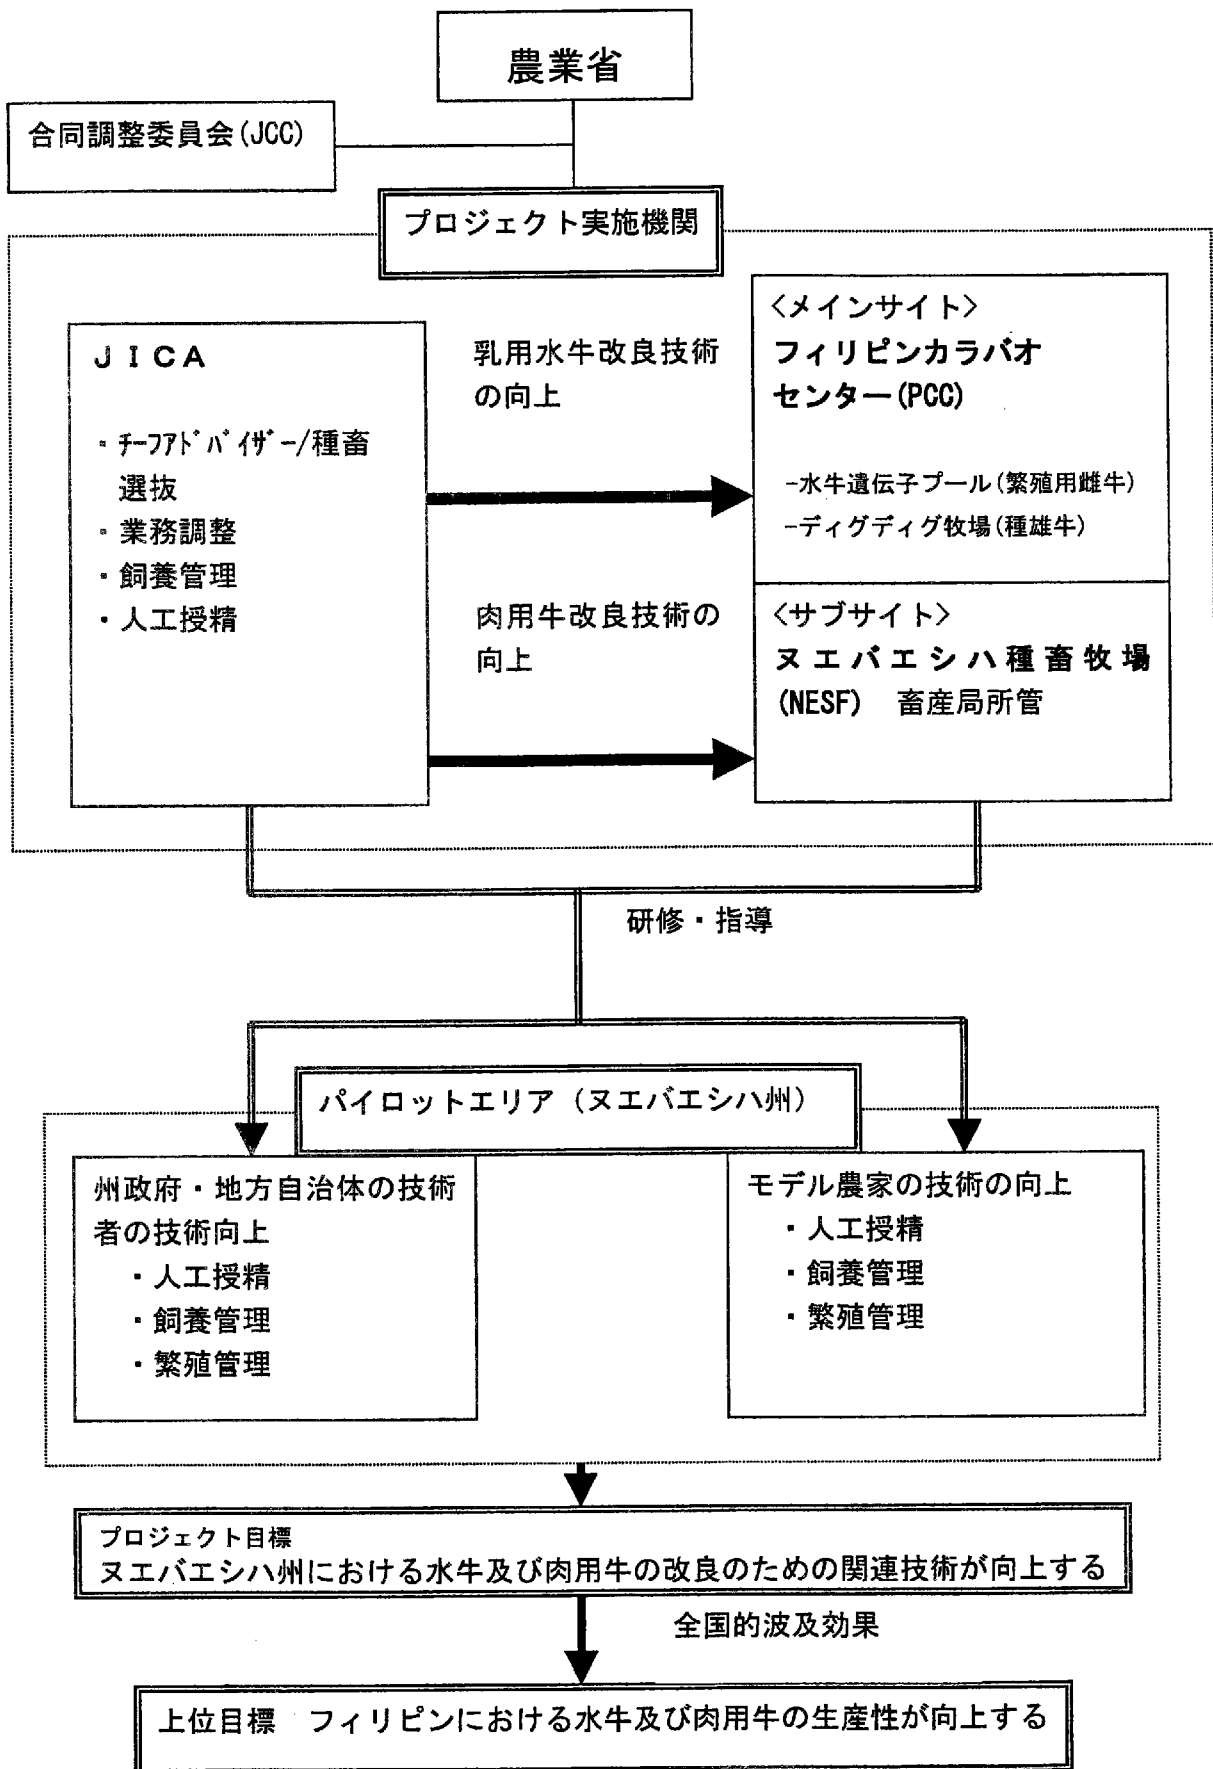 農業省
合同調整委員会(JCC)
プロジェクト実施機関
JICA
・ﾁｰﾌｱﾄﾞﾊﾞｲｻﾞｰ/種畜
選抜
・業務調整
・飼養管理
・人工授精
乳用水牛改良技術
の向上
肉用牛改良技術の
向上
<メインサイト>
フィリピンカラバオ
センター(PCC)
-水牛遺伝子プール(繁殖用雌牛)
-ディグディグ牧場(種雄牛)
<サブサイト>
ヌエバエシハ種畜牧場
(NESF) 畜産局所管
研修・指導
パイロットエリア(ヌエバエシハ州)
州政府・地方自治体の技術
者の技術向上
・人工授精
・飼養管理
・繁殖管理
モデル農家の技術の向上
・人工授精
・飼養管理
・繁殖管理
プロジェクト目標
ヌエバエシハ州における水牛及び肉用牛の改良のための関連技術が向上する
全国的波及効果
上位目標 フィリピンにおける水牛及び肉用牛の生産性が向上する